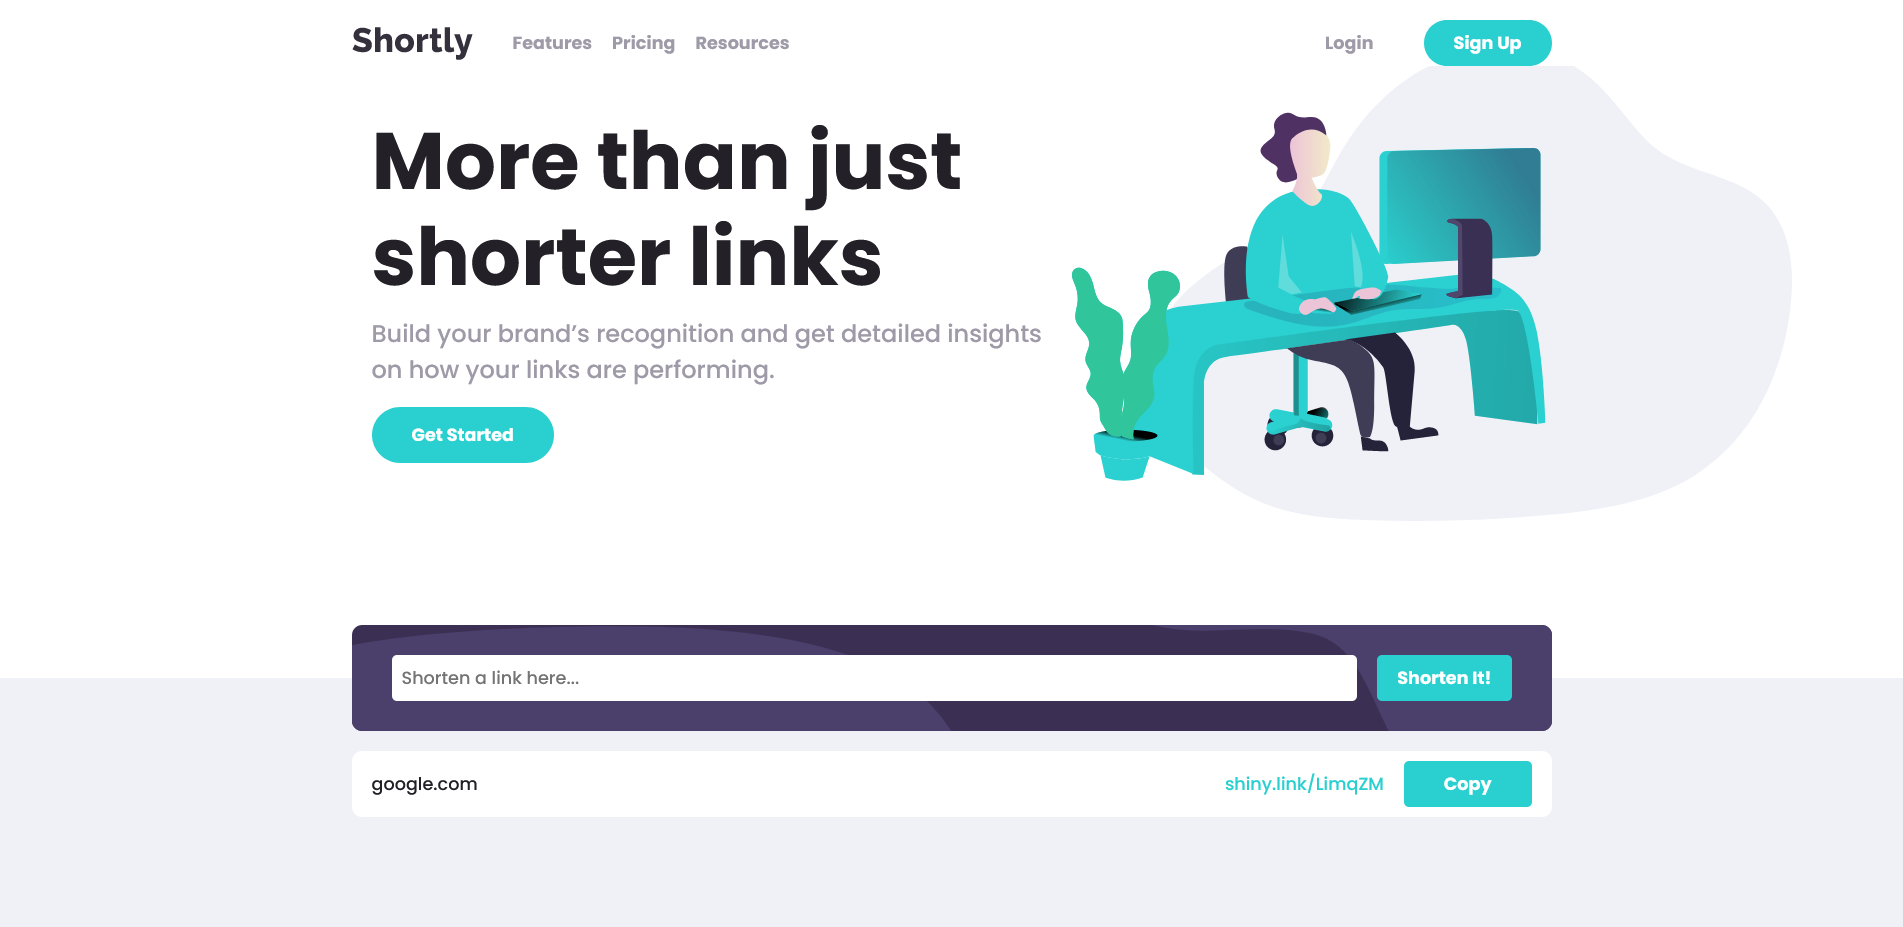 Shortly
Features Pricing Resources
Login
Sign Up
More than just
shorter links
Build your brand’s recognition and get detailed insights
on how your links are performing.
Get Started
Shorten a link here...
Shorten It!
google.com
shiny.link/LimqZM
Copy